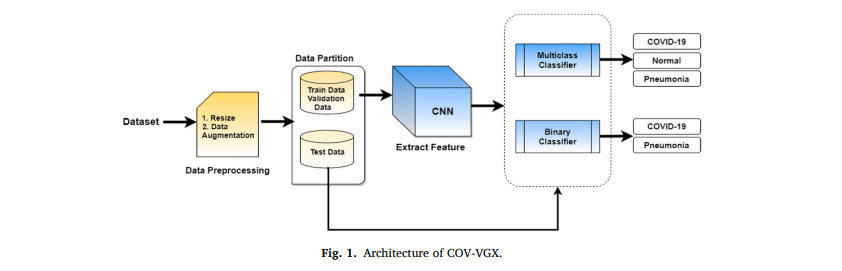 Dataset
1. Resize
2. Data
Augmentation
Data Preprocessing
Data Partition
Train Data
Validation
Data
Test Data
CNN
Extract Feature
Multiclass
Classifier
COVID-19
Normal
Pneumonia
Binary
Classifier
COVID-19
Pneumonia
Fig. 1. Architecture of COV-VGX.